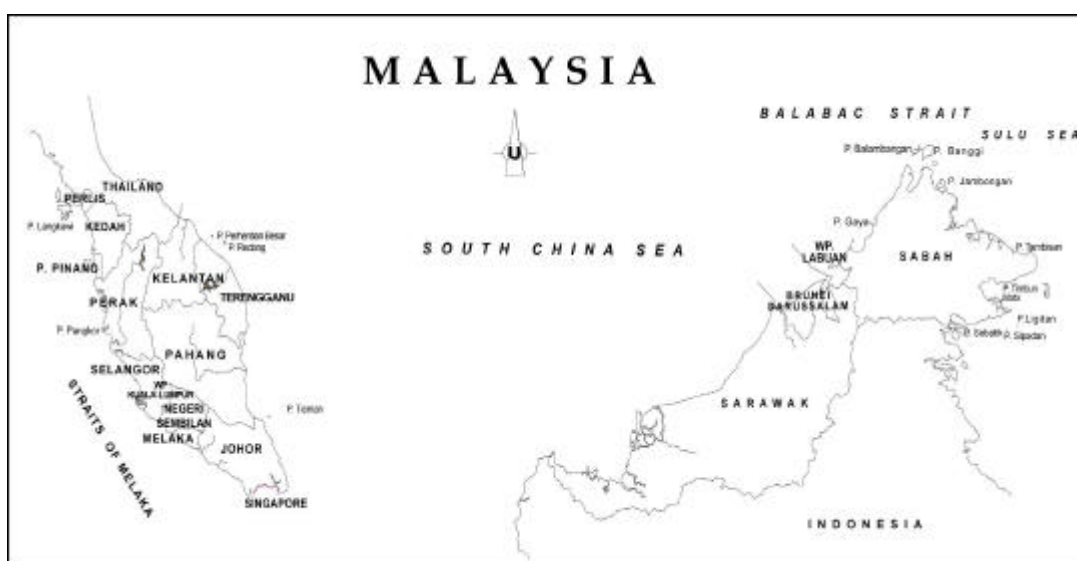 MALAYSIA
BALABAC STRAIT
SULU SEA
U
P. Balambangan
P. Banggi
P. Jambongan
THAILAND
PERLIS
P. Langkawi
KEDAH
P. Gaya
P. Perhentian Besar
P. Redang
SOUTH CHINA SEA
WP.
LABUAN
SABAH
P. Tambisan
P. PINANG
KELANTAN
TERENGGANU
PERAK
BRUNEI
DARUSSALAM
P. Timbun
Mata
P. Ligitan
P. Pangkor
P. Sebatik
P. Sipadan
PAHANG
SELANGOR
WP
KUALA LUMPUR
STRAITS OF MELAKA
NEGERI
SEMBILAN
P. Tioman
SARAWAK
MELAKA
JOHOR
SINGAPORE
INDONESIA